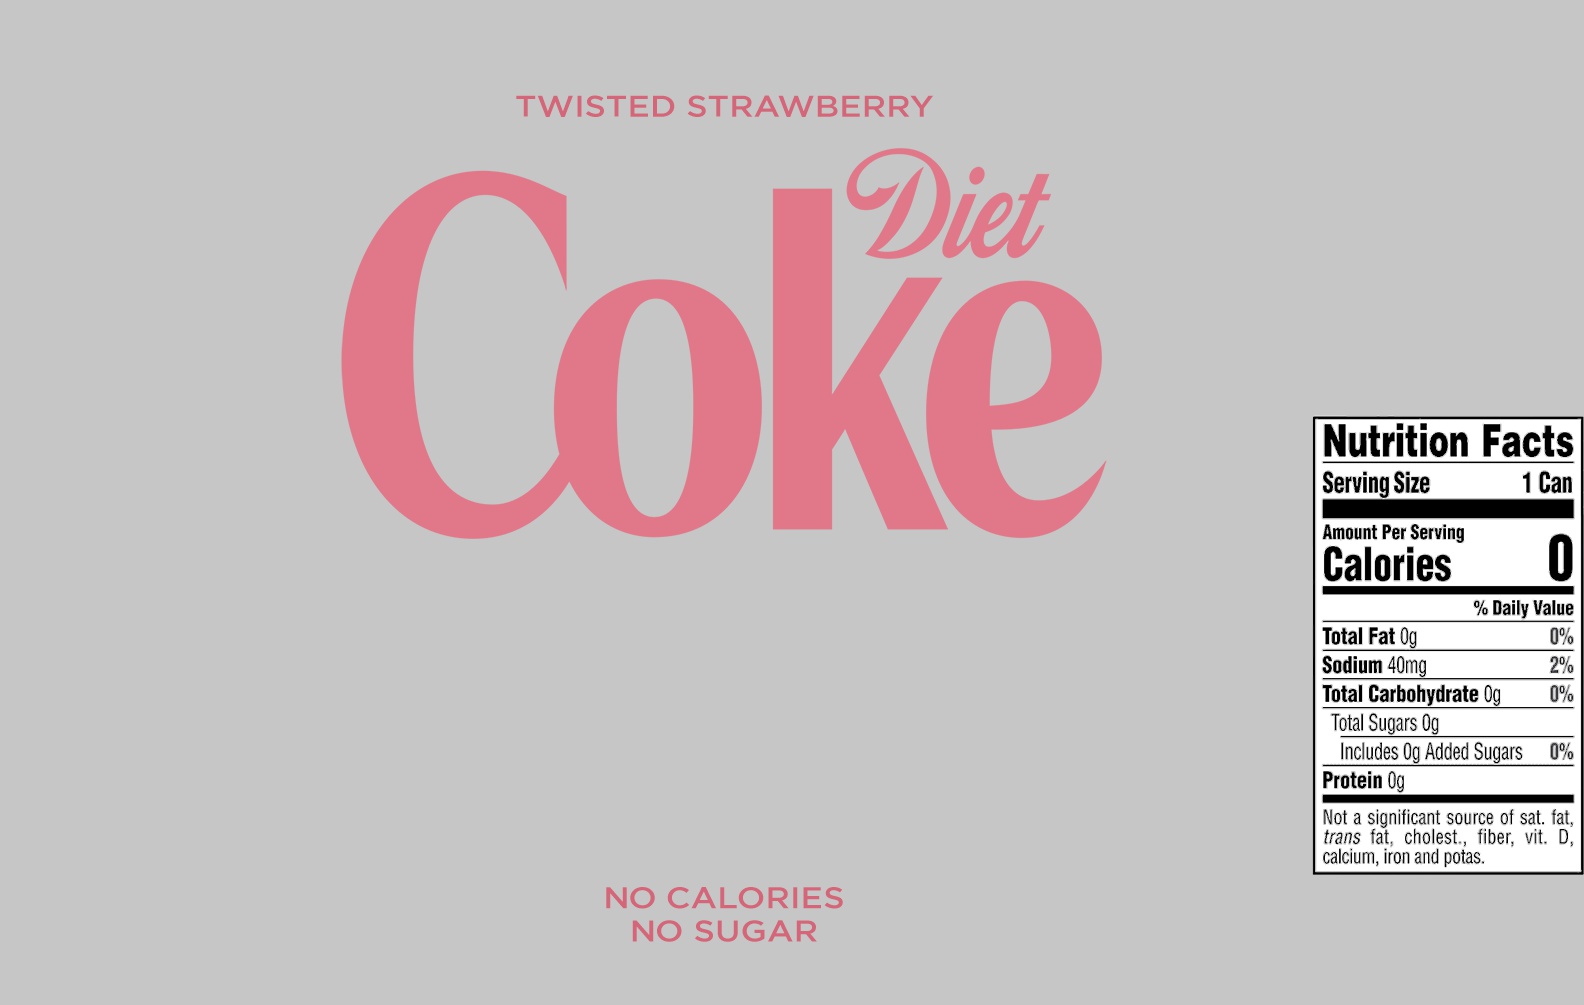 TWISTED STRAWBERRY
Diet
Coke
NO CALORIES
NO SUGAR
Nutrition Facts
Serving Size 1 Can
Amount Per Serving
Calories 0
% Daily Value
Total Fat 0g 0%
Sodium 40mg 2%
Total Carbohydrate 0g 0%
Total Sugars 0g
Includes 0g Added Sugars 0%
Protein 0g
Not a significant source of sat. fat,
trans fat, cholest., fiber, vit. D,
calcium, iron and potas.